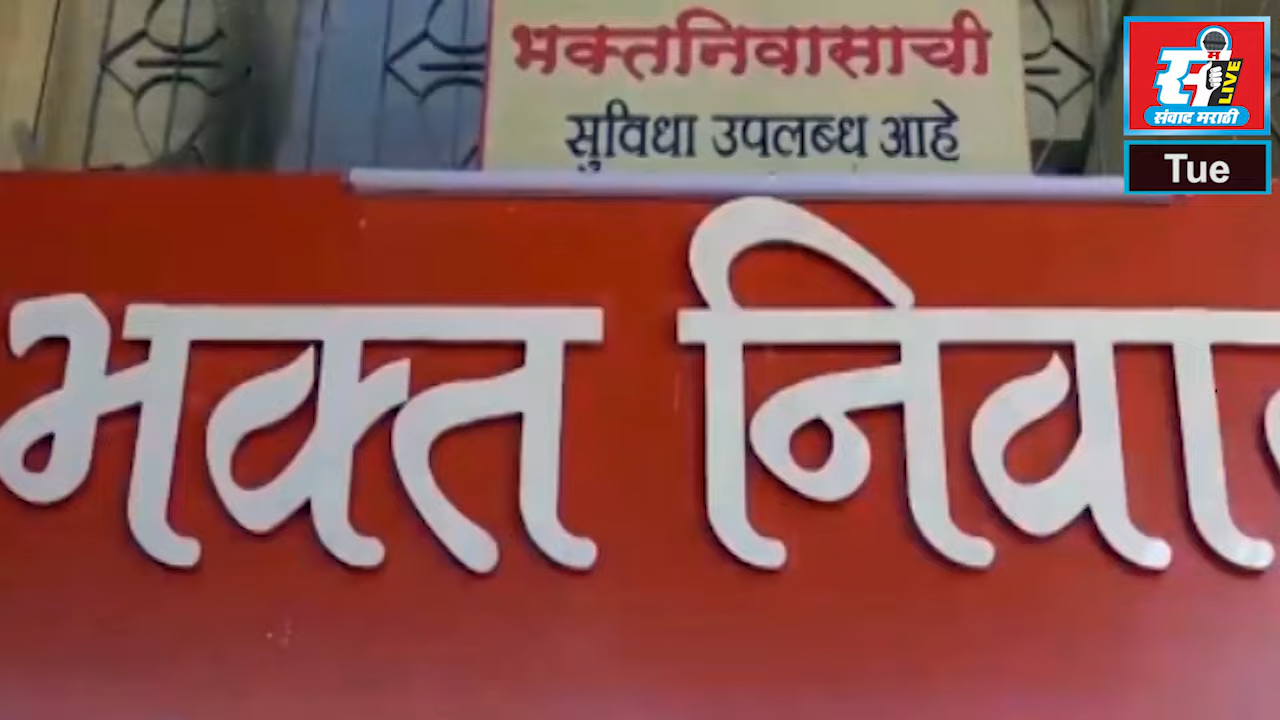 भक्तनिवासाची
सुविधा उपलब्ध आहे
LIVE
संवाद मराठी
Tue
भक्त निवा